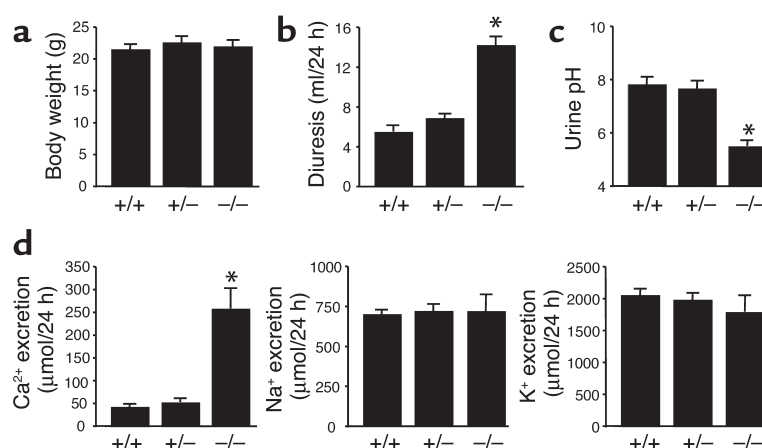 a
Body weight (g)
25
20
15
10
5
0
+/+ +/– –/–
b
Diuresis (ml/24 h)
16
12
8
4
0
*
+/+ +/– –/–
c
Urine pH
10
8
6
4
*
+/+ +/– –/–
d
Ca²⁺ excretion
(μmol/24 h)
350
300
250
200
150
100
50
0
*
+/+ +/– –/–
Na⁺ excretion
(μmol/24 h)
1000
750
500
250
0
+/+ +/– –/–
K⁺ excretion
(μmol/24 h)
2500
2000
1500
1000
500
0
+/+ +/– –/–